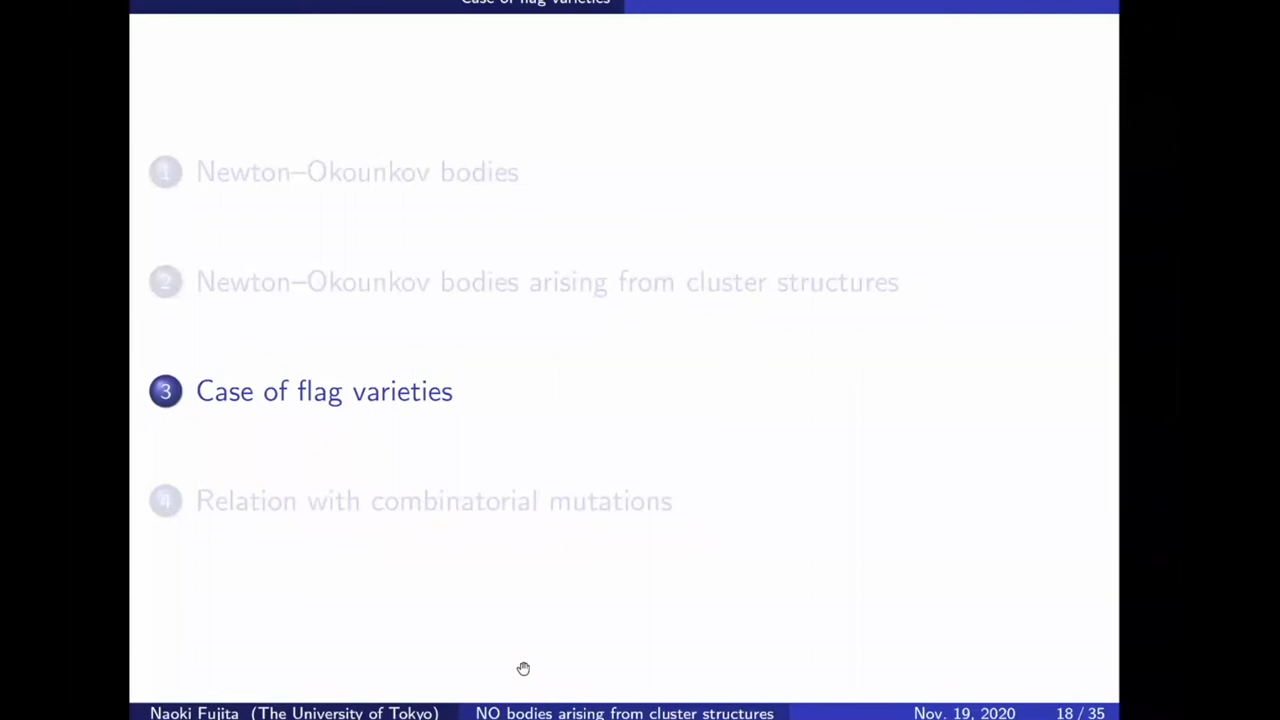 Case of flag varieties
1 Newton–Okounkov bodies
2 Newton–Okounkov bodies arising from cluster structures
3 Case of flag varieties
4 Relation with combinatorial mutations
Naoki Fujita (The University of Tokyo) NO bodies arising from cluster structures Nov. 19, 2020 18 / 35